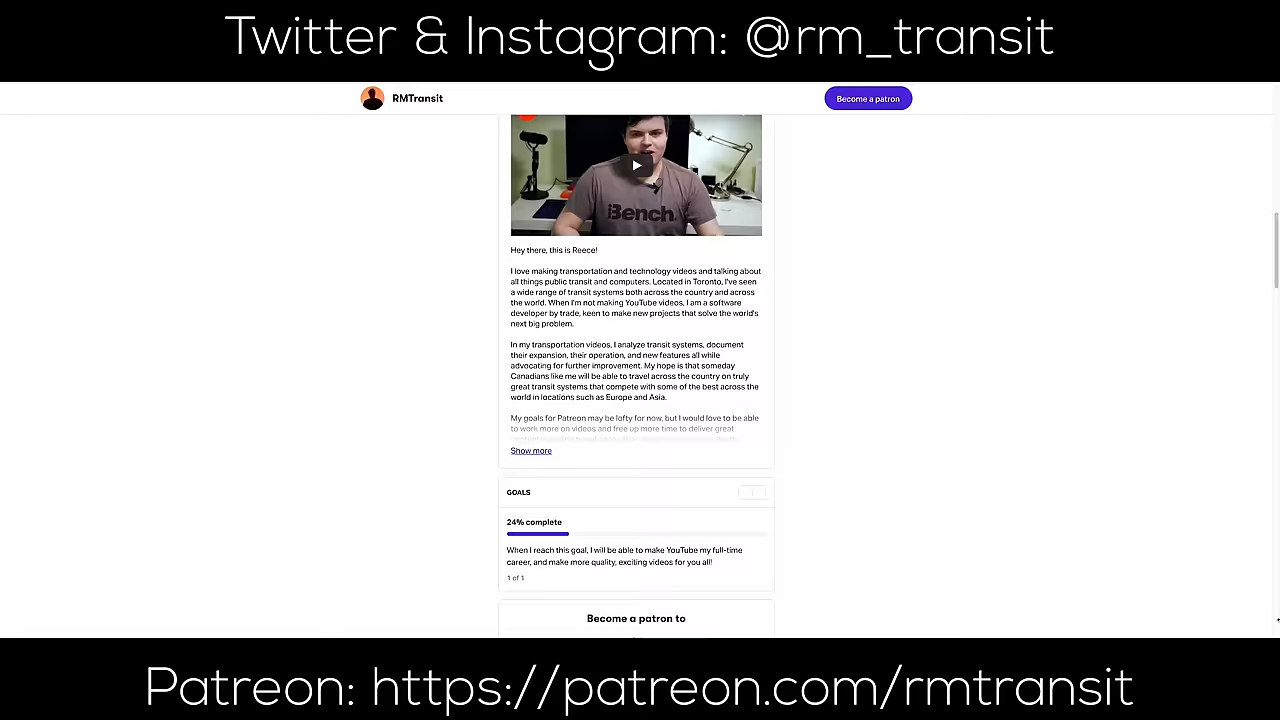 Twitter & Instagram: @rm_transit
RMTransit
Become a patron
Bench.
Hey there, this is Reece!
I love making transportation and technology videos and talking about
all things public transit and computers. Located in Toronto, I've seen
a wide range of transit systems both across the country and across
the world. When I'm not making YouTube videos, I am a software
developer by trade, keen to make new projects that solve the world's
next big problem.
In my transportation videos, I analyze transit systems, document
their expansion, their operation, and new features all while
advocating for further improvement. My hope is that someday
Canadians like me will be able to travel across the country on truly
great transit systems that compete with some of the best across the
world in locations such as Europe and Asia.
My goals for Patreon may be lofty for now, but I would love to be able
to work more on videos and free up more time to deliver great
Show more
GOALS
24% complete
When I reach this goal, I will be able to make YouTube my full-time
career, and make more quality, exciting videos for you all!
1 of 1
Become a patron to
Patreon: https://patreon.com/rmtransit